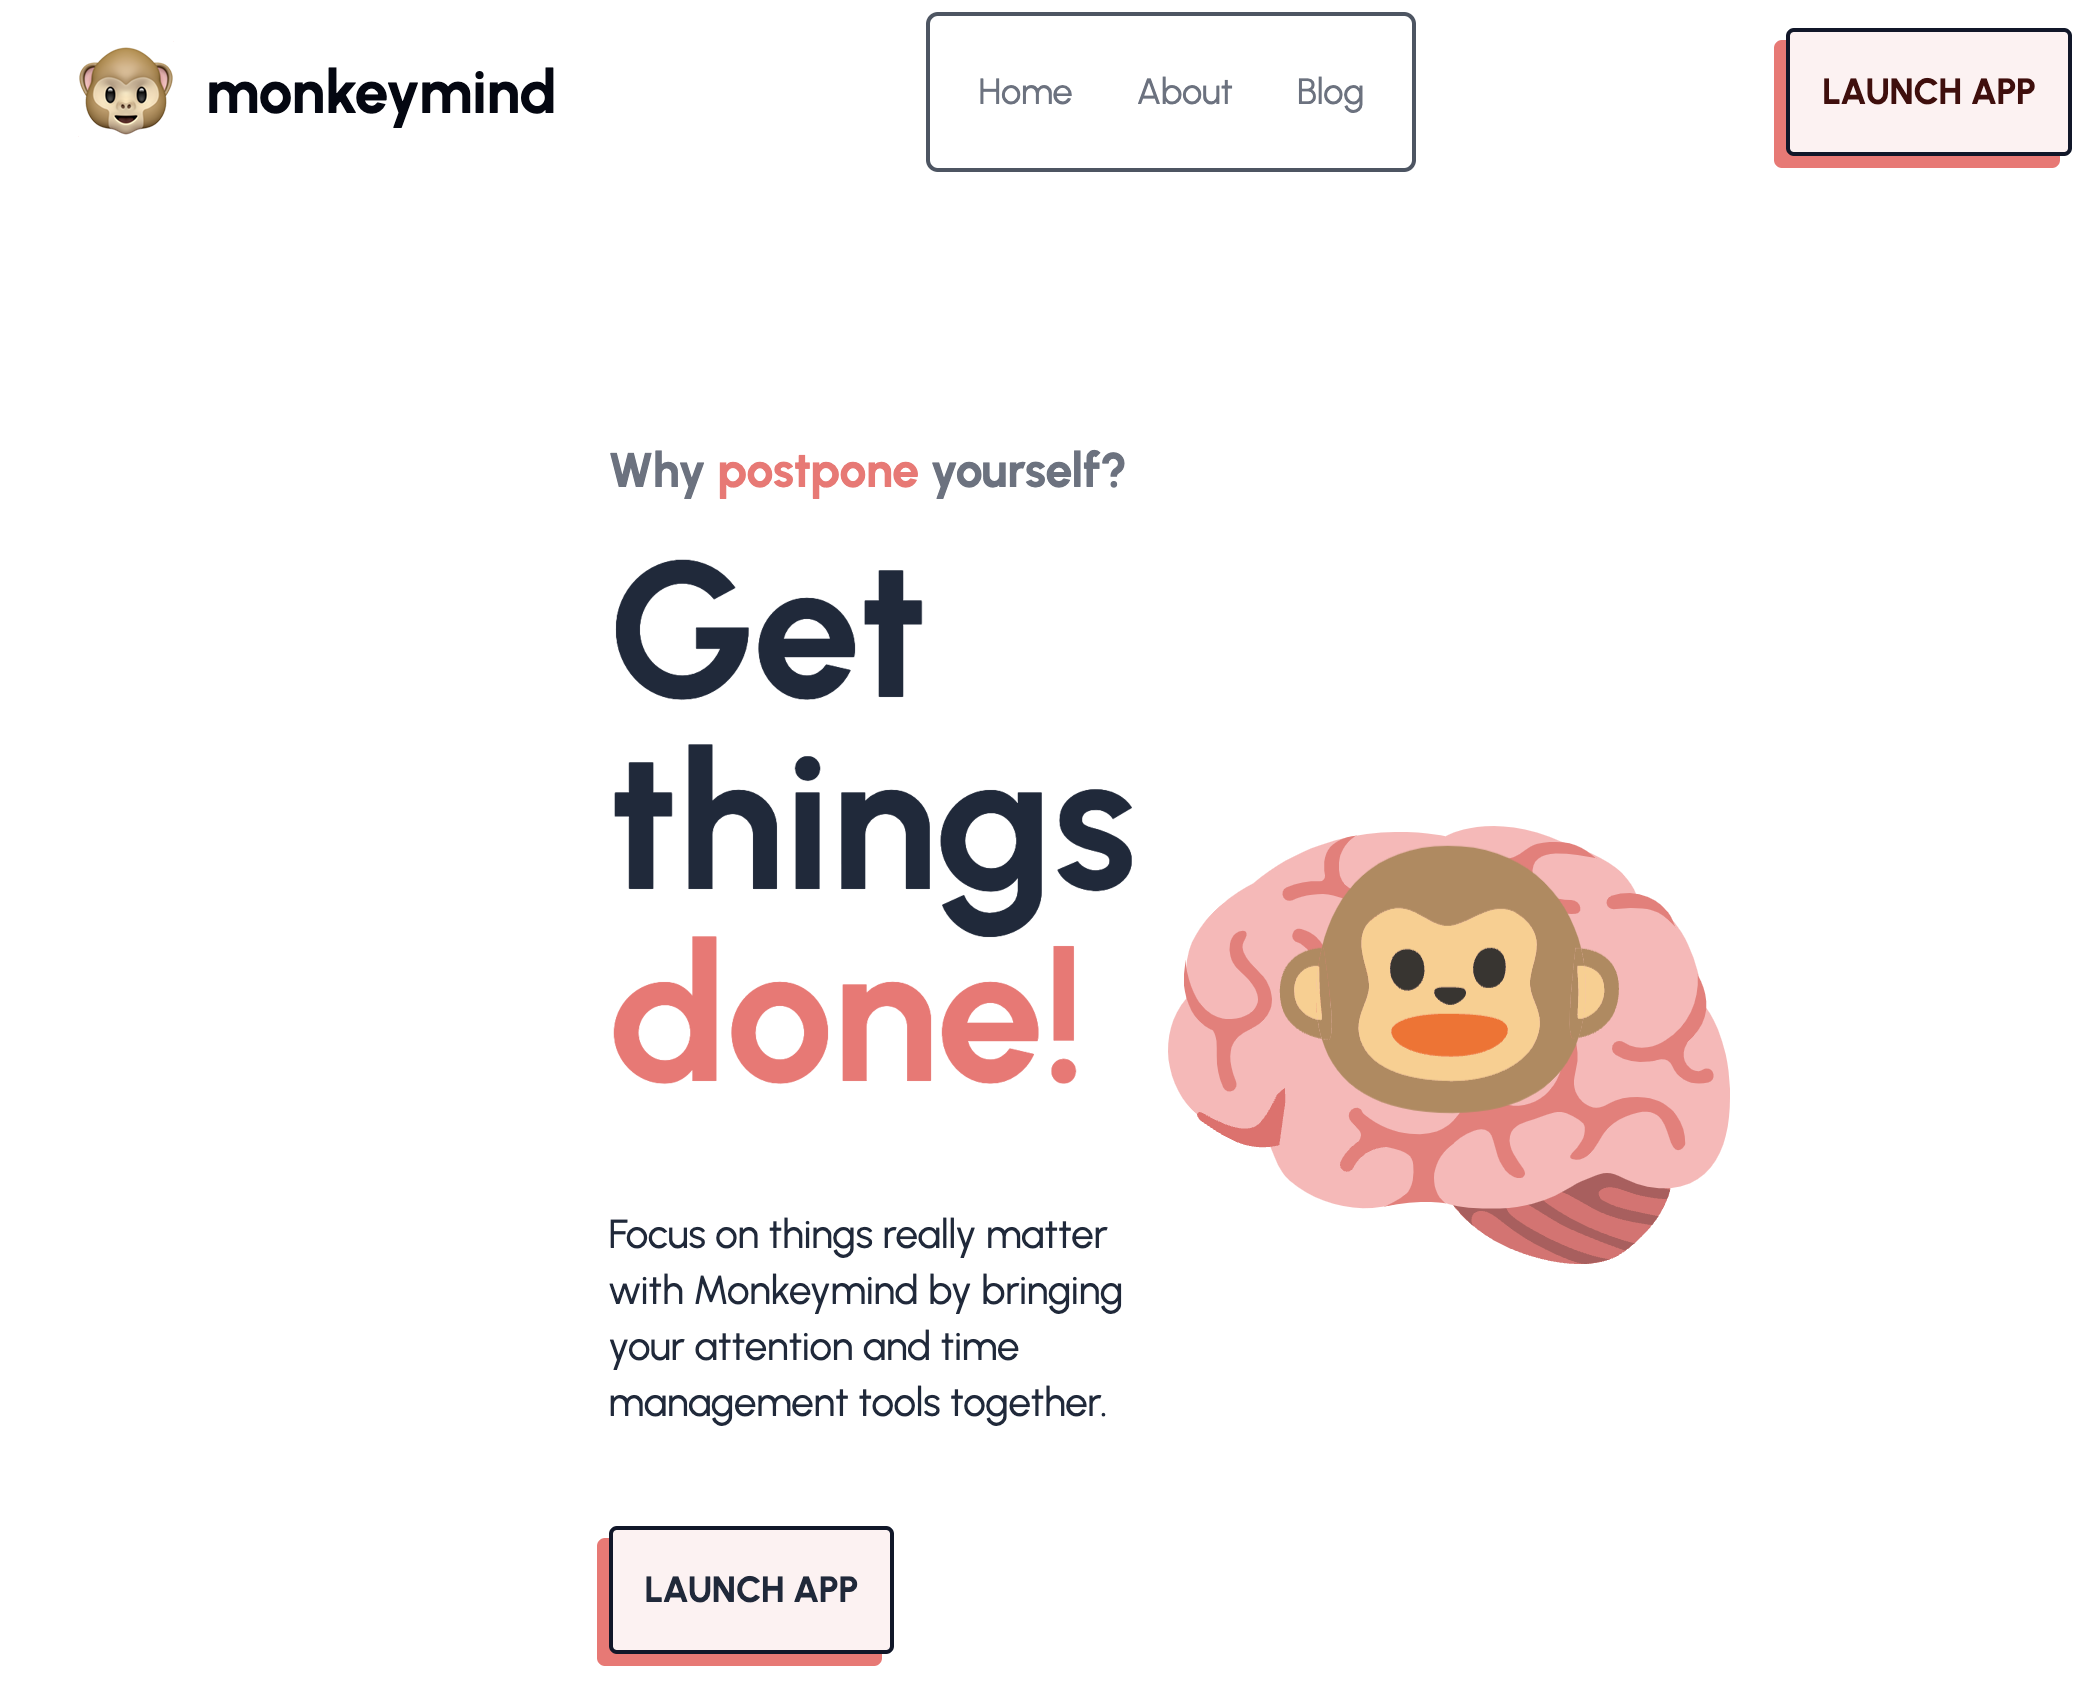 monkeymind
Home About Blog
LAUNCH APP
Why postpone yourself?
Get
things
done!
Focus on things really matter
with Monkeymind by bringing
your attention and time
management tools together.
LAUNCH APP